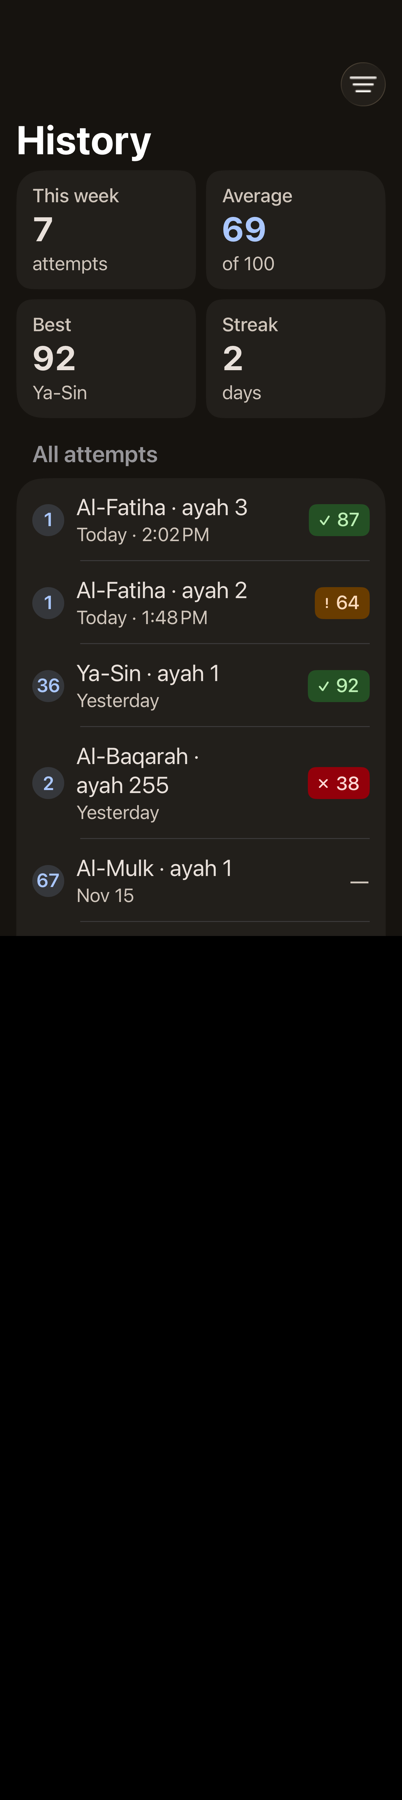 History
This week
7
attempts
Average
69
of 100
Best
92
Ya-Sin
Streak
2
days
All attempts
1
Al-Fatiha · ayah 3
Today · 2:02 PM
✓ 87
1
Al-Fatiha · ayah 2
Today · 1:48 PM
! 64
36
Ya-Sin · ayah 1
Yesterday
✓ 92
2
Al-Baqarah ·
ayah 255
Yesterday
× 38
67
Al-Mulk · ayah 1
Nov 15
—